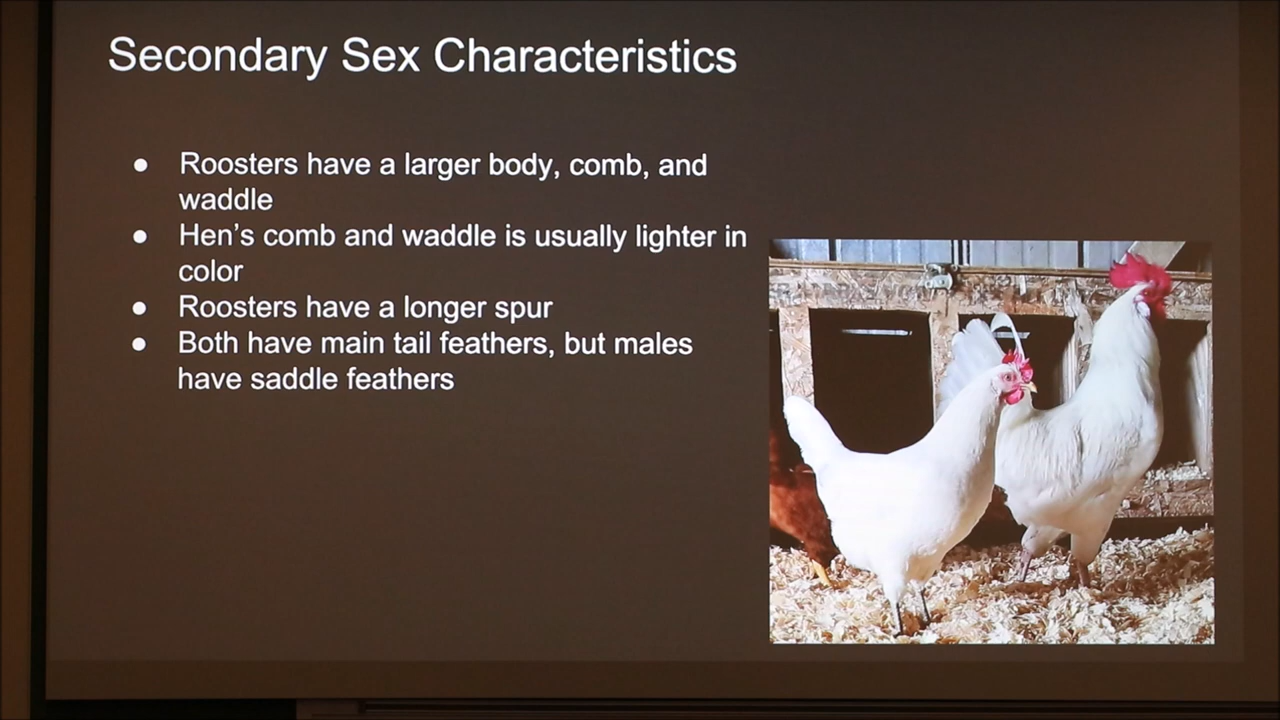 Secondary Sex Characteristics
● Roosters have a larger body, comb, and
waddle
● Hen's comb and waddle is usually lighter in
color
● Roosters have a longer spur
● Both have main tail feathers, but males
have saddle feathers